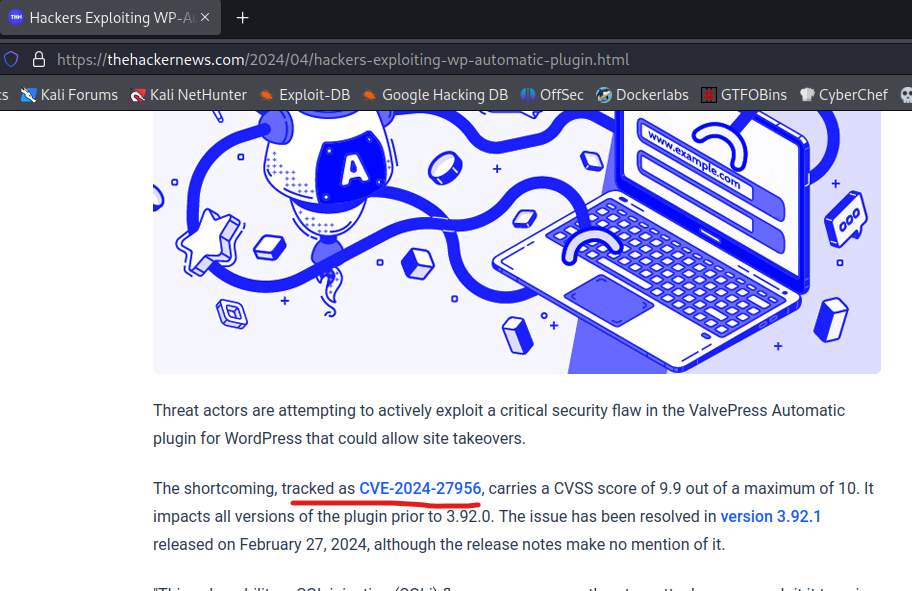 THN Hackers Exploiting WP-Au
https://thehackernews.com/2024/04/hackers-exploiting-wp-automatic-plugin.html
Kali Forums Kali NetHunter Exploit-DB Google Hacking DB OffSec Dockerlabs GTFOBins CyberChef
www.example.com
A
Threat actors are attempting to actively exploit a critical security flaw in the ValvePress Automatic
plugin for WordPress that could allow site takeovers.
The shortcoming, tracked as CVE-2024-27956, carries a CVSS score of 9.9 out of a maximum of 10. It
impacts all versions of the plugin prior to 3.92.0. The issue has been resolved in version 3.92.1
released on February 27, 2024, although the release notes make no mention of it.